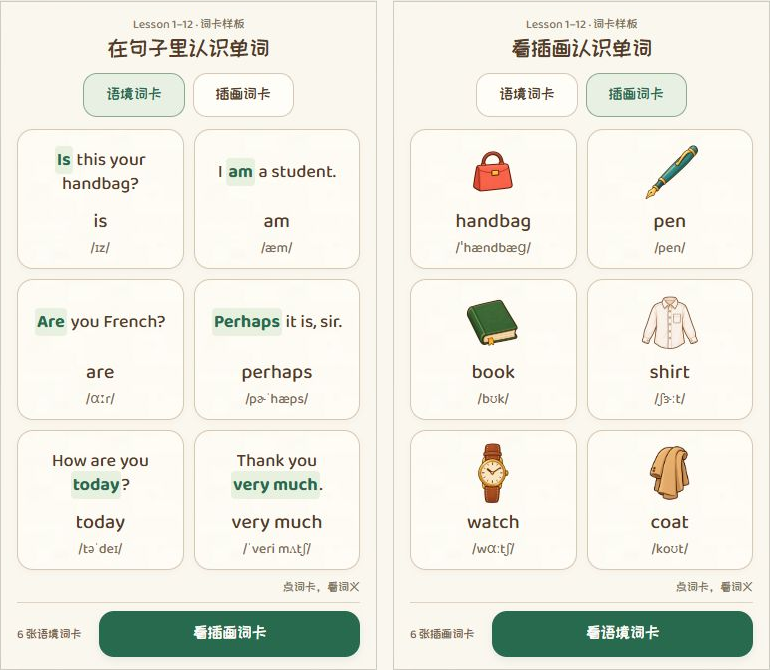 Lesson 1–12 · 词卡样板
在句子里认识单词
语境词卡
插画词卡
Is this your
handbag?
is
/ɪz/
I am a student.
am
/æm/
Are you French?
are
/ɑːr/
Perhaps it is, sir.
perhaps
/pɚˈhæps/
How are you
today?
today
/təˈdeɪ/
Thank you
very much.
very much
/ˈveri mʌtʃ/
点词卡，看词义
6 张语境词卡
看插画词卡
Lesson 1–12 · 词卡样板
看插画认识单词
语境词卡
插画词卡
handbag
/ˈhændbæɡ/
pen
/pen/
book
/bʊk/
shirt
/ʃɝːt/
watch
/wɑːtʃ/
coat
/koʊt/
点词卡，看词义
6 张插画词卡
看语境词卡